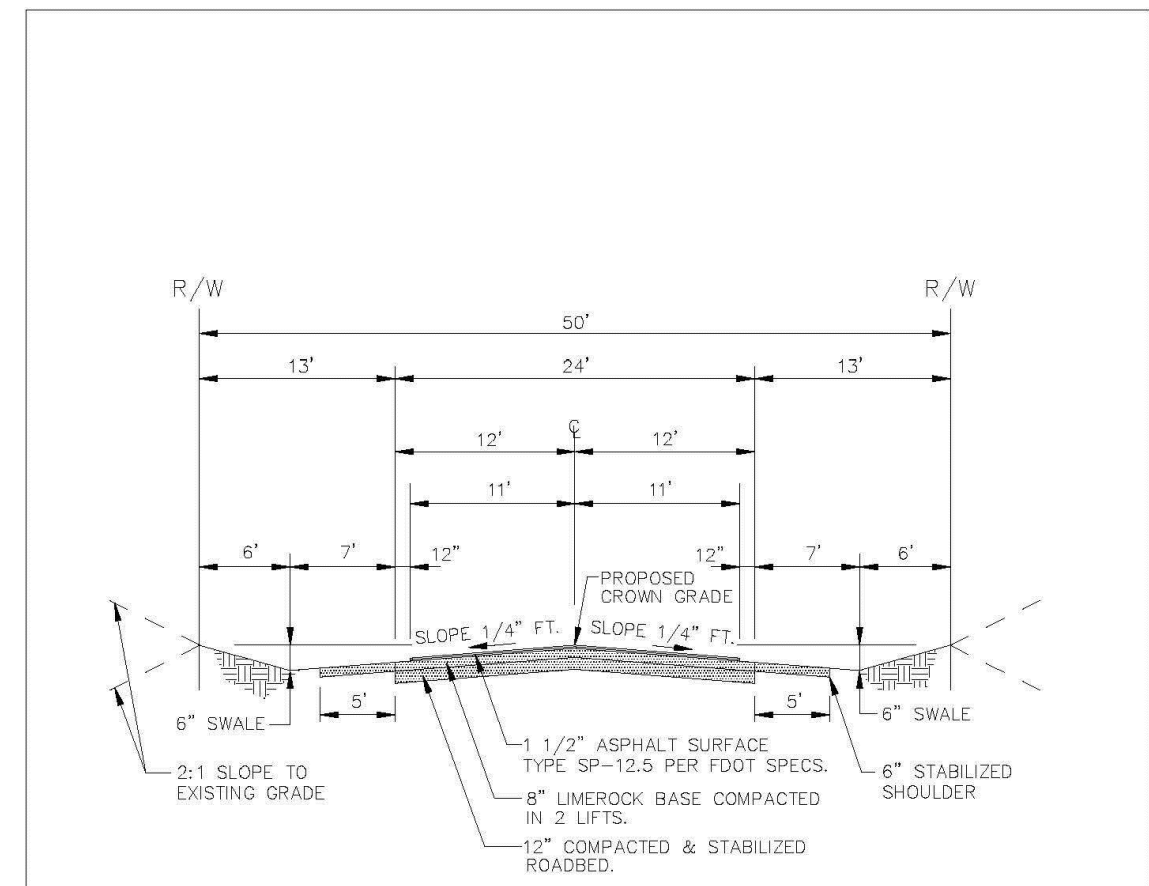 R/W R/W
50'
13' 24' 13'
℄
12' 12'
11' 11'
6' 7' 12" 12" 7' 6'
PROPOSED
CROWN GRADE
SLOPE 1/4" FT. SLOPE 1/4" FT.
5' 5'
6" SWALE 6" SWALE
2:1 SLOPE TO
EXISTING GRADE
1 1/2" ASPHALT SURFACE
TYPE SP-12.5 PER FDOT SPECS.
6" STABILIZED
SHOULDER
8" LIMEROCK BASE COMPACTED
IN 2 LIFTS.
12" COMPACTED & STABILIZED
ROADBED.